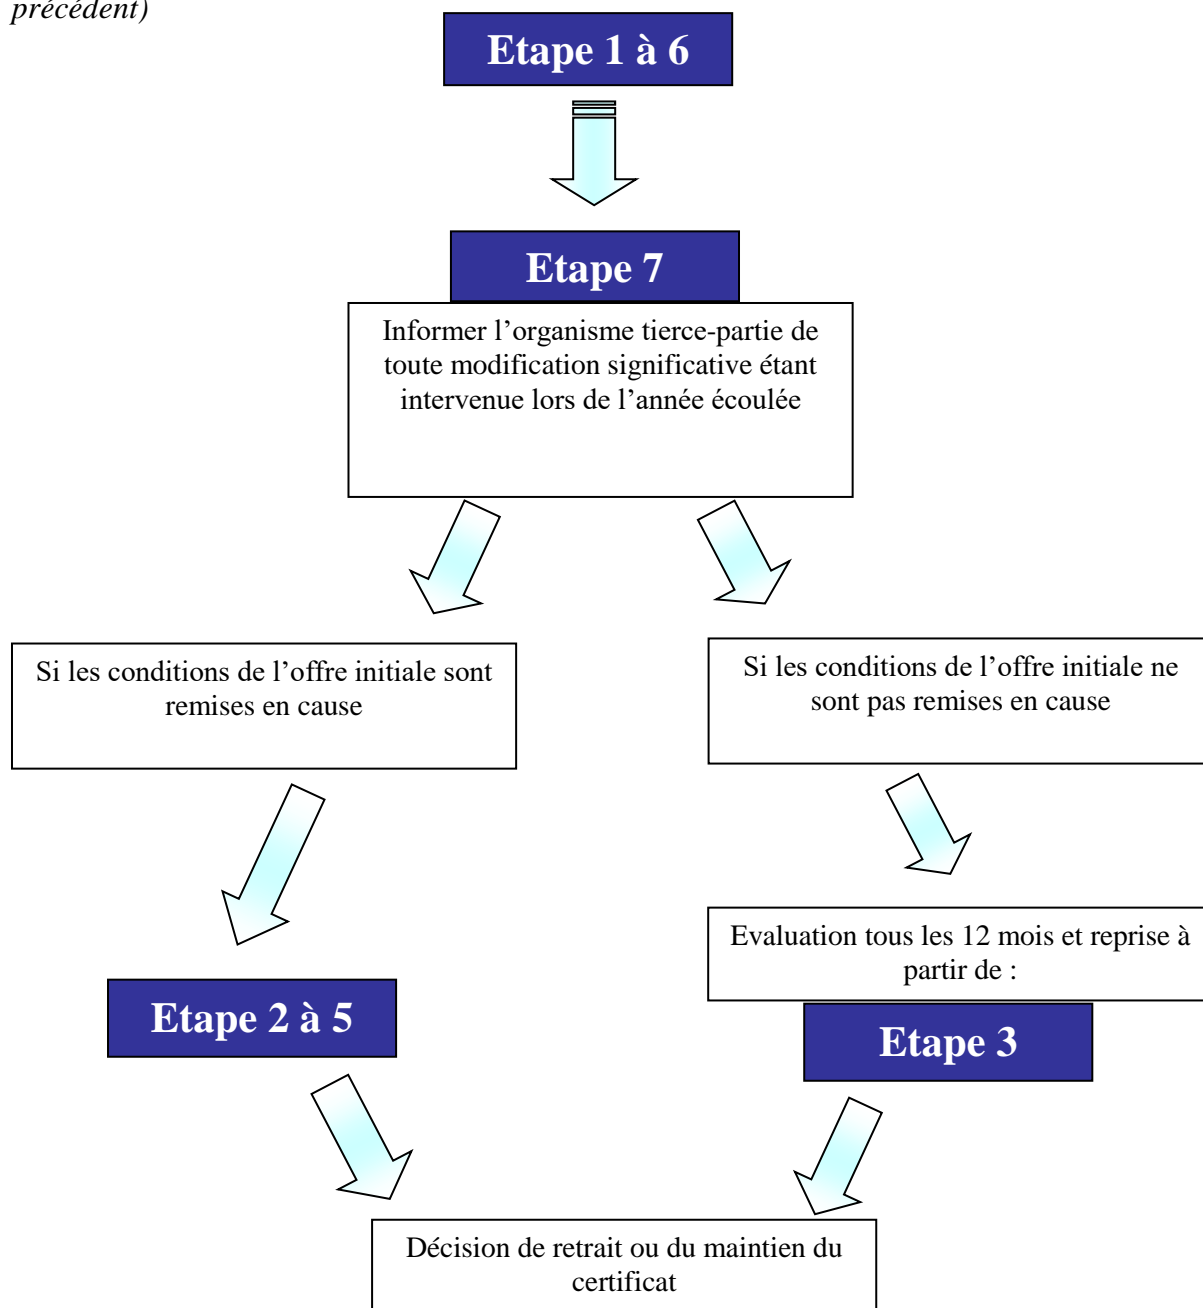 précédent)
Etape 1 à 6
Etape 7
Informer l’organisme tierce-partie de
toute modification significative étant
intervenue lors de l’année écoulée
Si les conditions de l’offre initiale sont
remises en cause
Si les conditions de l’offre initiale ne
sont pas remises en cause
Evaluation tous les 12 mois et reprise à
partir de :
Etape 2 à 5
Etape 3
Décision de retrait ou du maintien du
certificat